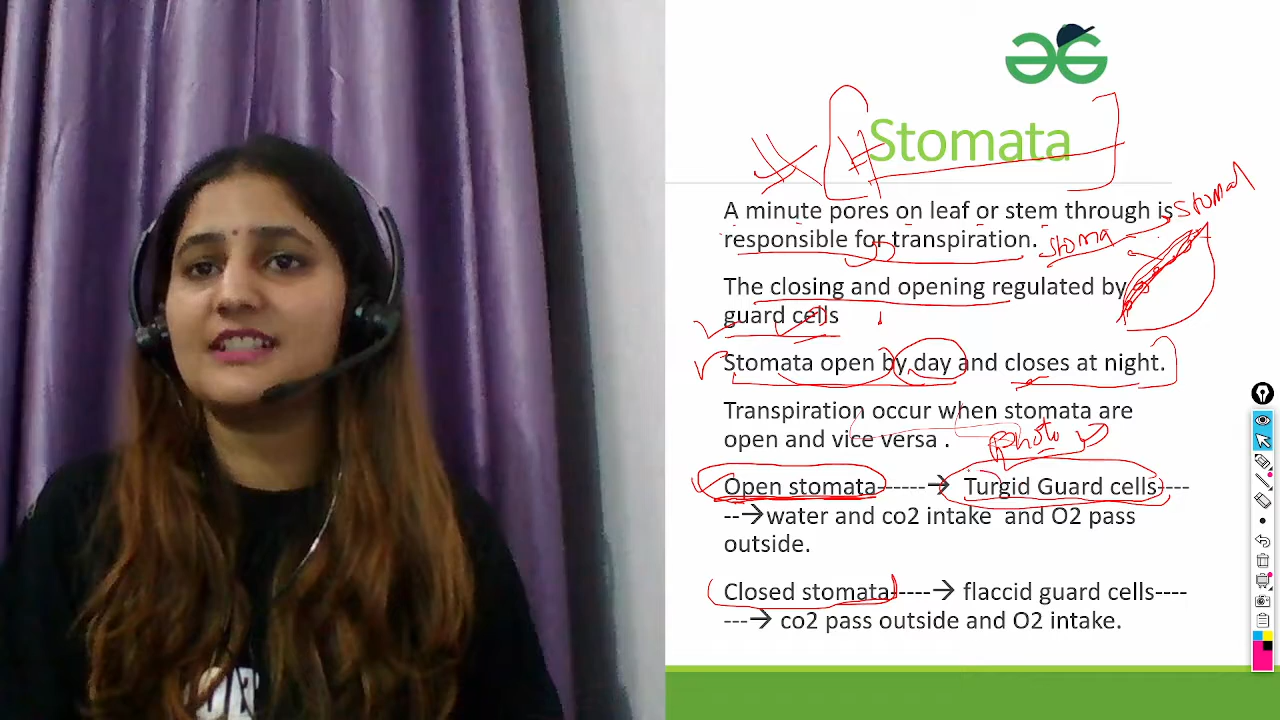 Stomata
A minute pores on leaf or stem through is
responsible for transpiration.
stoma
stomal
The closing and opening regulated by
guard cells
Stomata open by day and closes at night.
Transpiration occur when stomata are
open and vice versa .
Photo
Open stomata------→ Turgid Guard cells-----
--→water and co2 intake and O2 pass
outside.
Closed stomata-----→ flaccid guard cells----
---→ co2 pass outside and O2 intake.